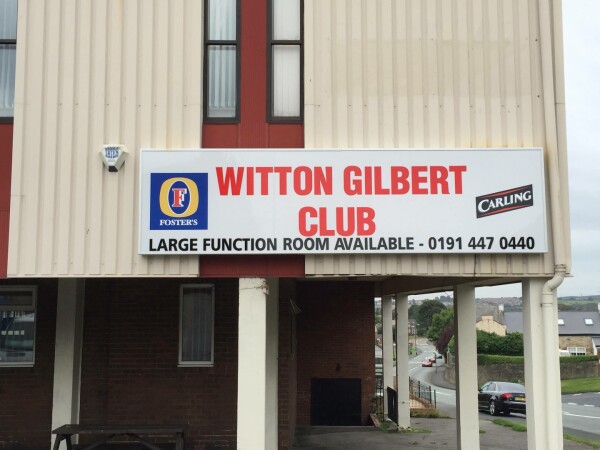 WITTON GILBERT
CLUB
F
FOSTER'S
CARLING
LARGE FUNCTION ROOM AVAILABLE - 0191 447 0440